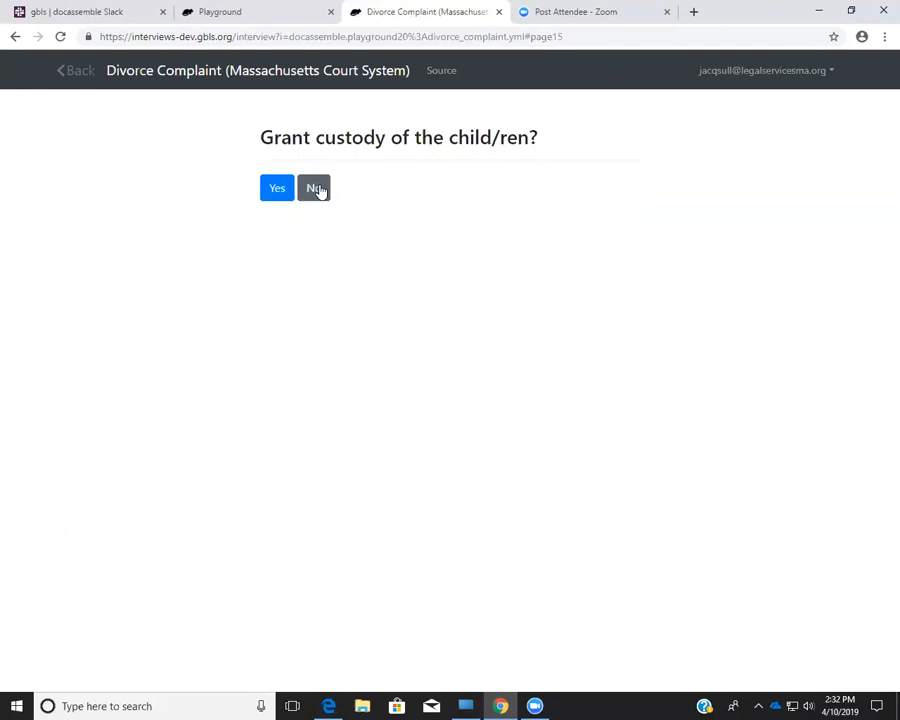 gbls | docassemble Slack
Playground
Divorce Complaint (Massachuset
Post Attendee - Zoom
https://interviews-dev.gbls.org/interview?i=docassemble.playground20%3Adivorce_complaint.yml#page15
Back
Divorce Complaint (Massachusetts Court System)
Source
jacqsull@legalservicesma.org
Grant custody of the child/ren?
Yes
No
Type here to search
2:32 PM
4/10/2019